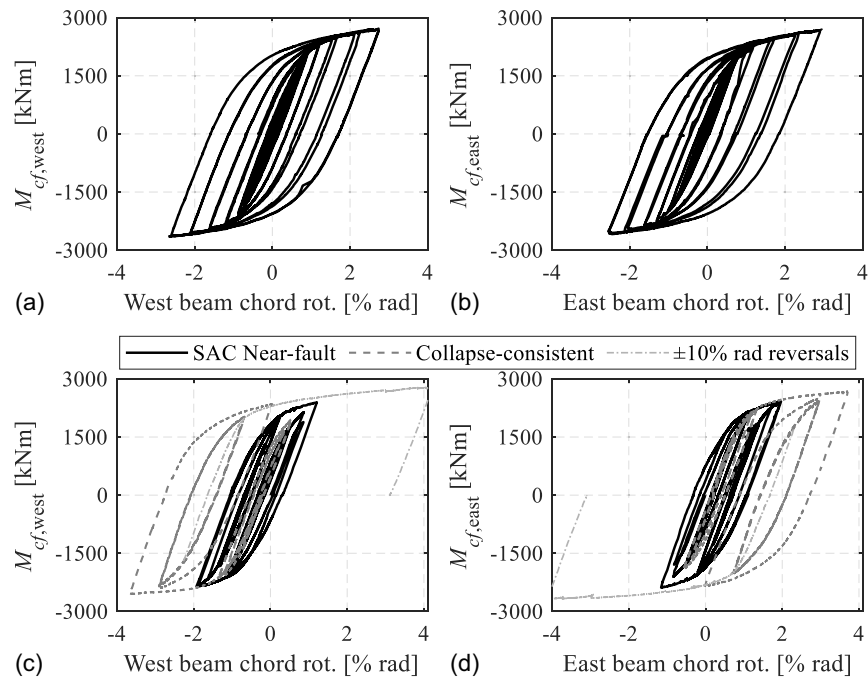 3000
1500
0
-1500
-3000
M_cf,west [kNm]
-4 -2 0 2 4
(a) West beam chord rot. [% rad]
3000
1500
0
-1500
-3000
M_cf,east [kNm]
-4 -2 0 2 4
(b) East beam chord rot. [% rad]
SAC Near-fault Collapse-consistent ±10% rad reversals
3000
1500
0
-1500
-3000
M_cf,west [kNm]
-4 -2 0 2 4
(c) West beam chord rot. [% rad]
3000
1500
0
-1500
-3000
M_cf,east [kNm]
-4 -2 0 2 4
(d) East beam chord rot. [% rad]